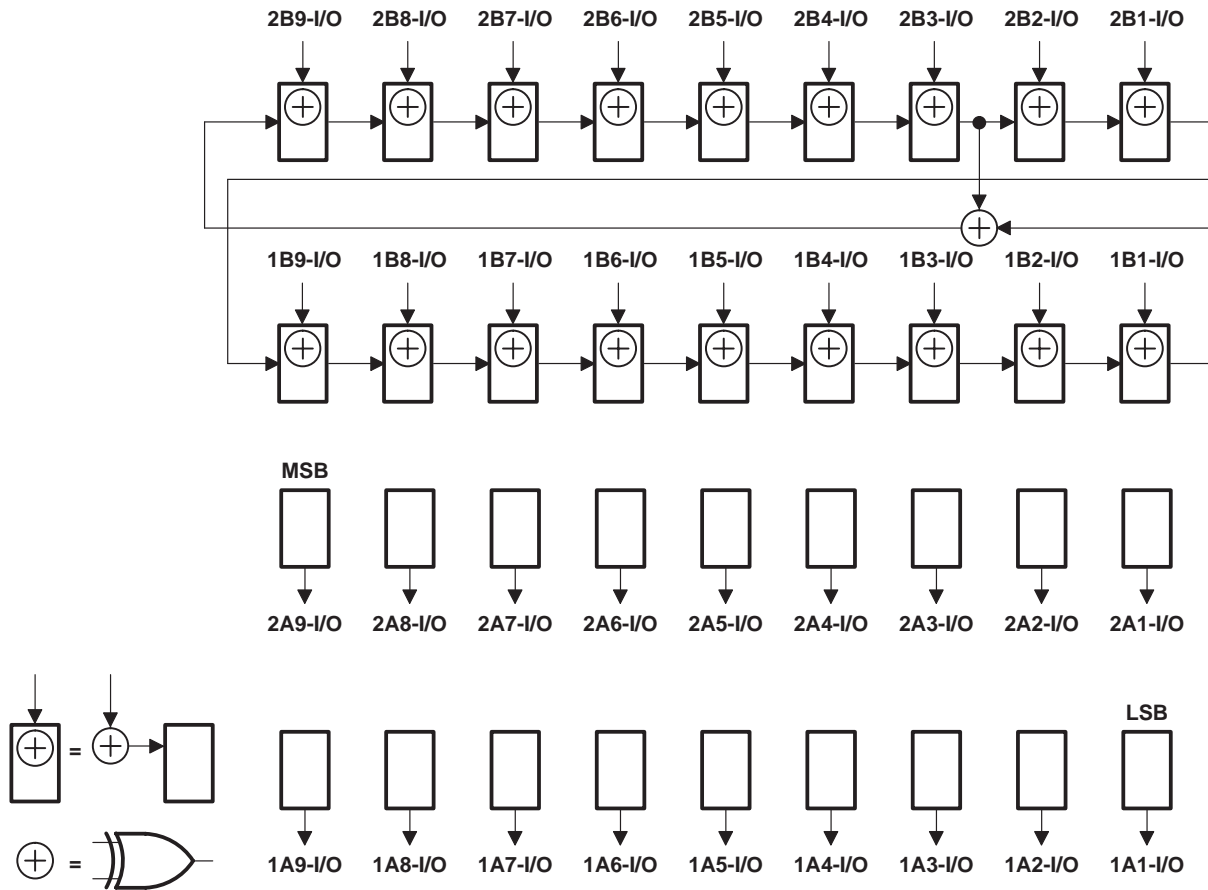 2B9-I/O 2B8-I/O 2B7-I/O 2B6-I/O 2B5-I/O 2B4-I/O 2B3-I/O 2B2-I/O 2B1-I/O
1B9-I/O 1B8-I/O 1B7-I/O 1B6-I/O 1B5-I/O 1B4-I/O 1B3-I/O 1B2-I/O 1B1-I/O
MSB
2A9-I/O 2A8-I/O 2A7-I/O 2A6-I/O 2A5-I/O 2A4-I/O 2A3-I/O 2A2-I/O 2A1-I/O
LSB
=
=
1A9-I/O 1A8-I/O 1A7-I/O 1A6-I/O 1A5-I/O 1A4-I/O 1A3-I/O 1A2-I/O 1A1-I/O